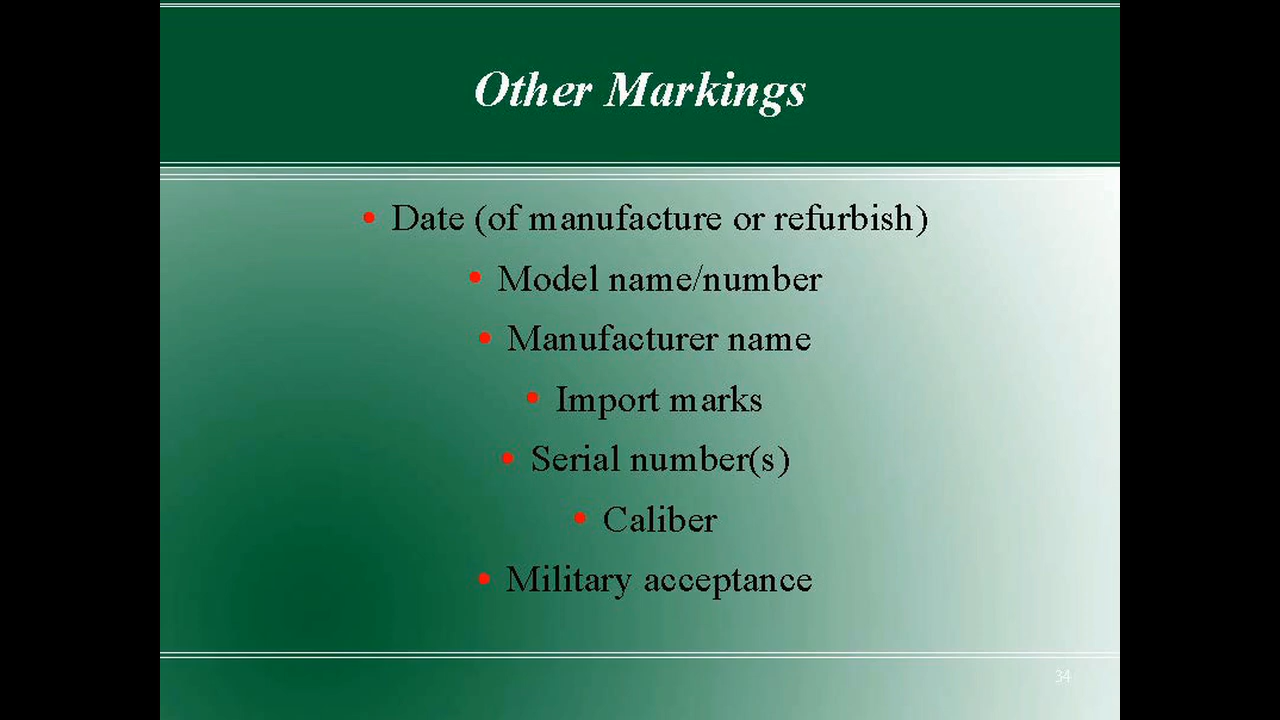 Other Markings
• Date (of manufacture or refurbish)
• Model name/number
• Manufacturer name
• Import marks
• Serial number(s)
• Caliber
• Military acceptance
34